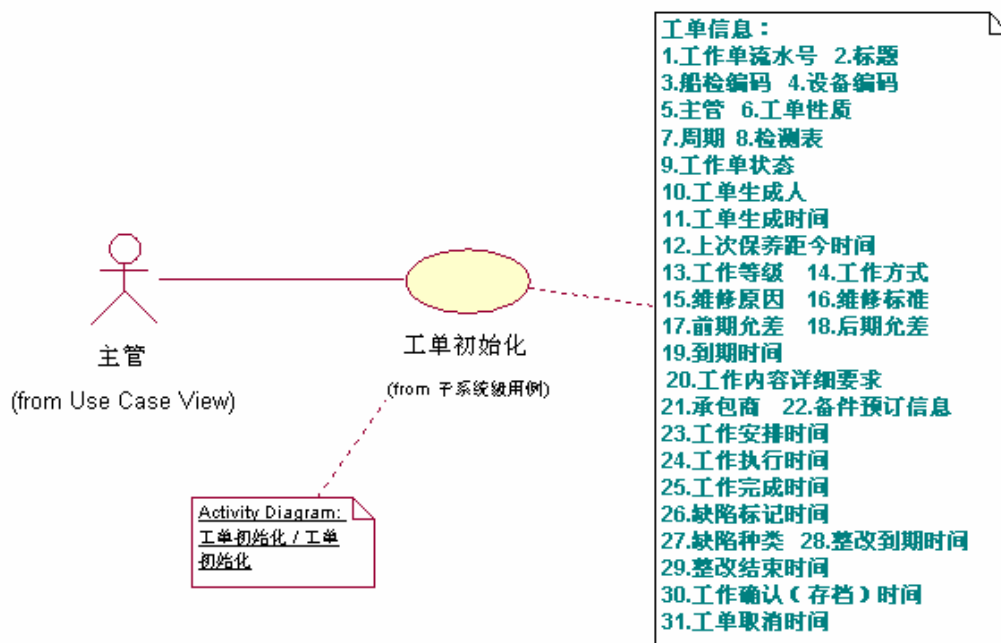 工单信息：
1.工作单流水号 2.标题
3.船检编码 4.设备编码
5.主管 6.工单性质
7.周期 8.检测表
9.工作单状态
10.工单生成人
11.工单生成时间
12.上次保养距今时间
13.工作等级 14.工作方式
15.维修原因 16.维修标准
17.前期允差 18.后期允差
19.到期时间
20.工作内容详细要求
21.承包商 22.备件预订信息
23.工作安排时间
24.工作执行时间
25.工作完成时间
26.缺陷标记时间
27.缺陷种类 28.整改到期时间
29.整改结束时间
30.工作确认（存档）时间
31.工单取消时间
主管
(from Use Case View)
工单初始化
(from 子系统级用例)
Activity Diagram:
工单初始化 / 工单
初始化